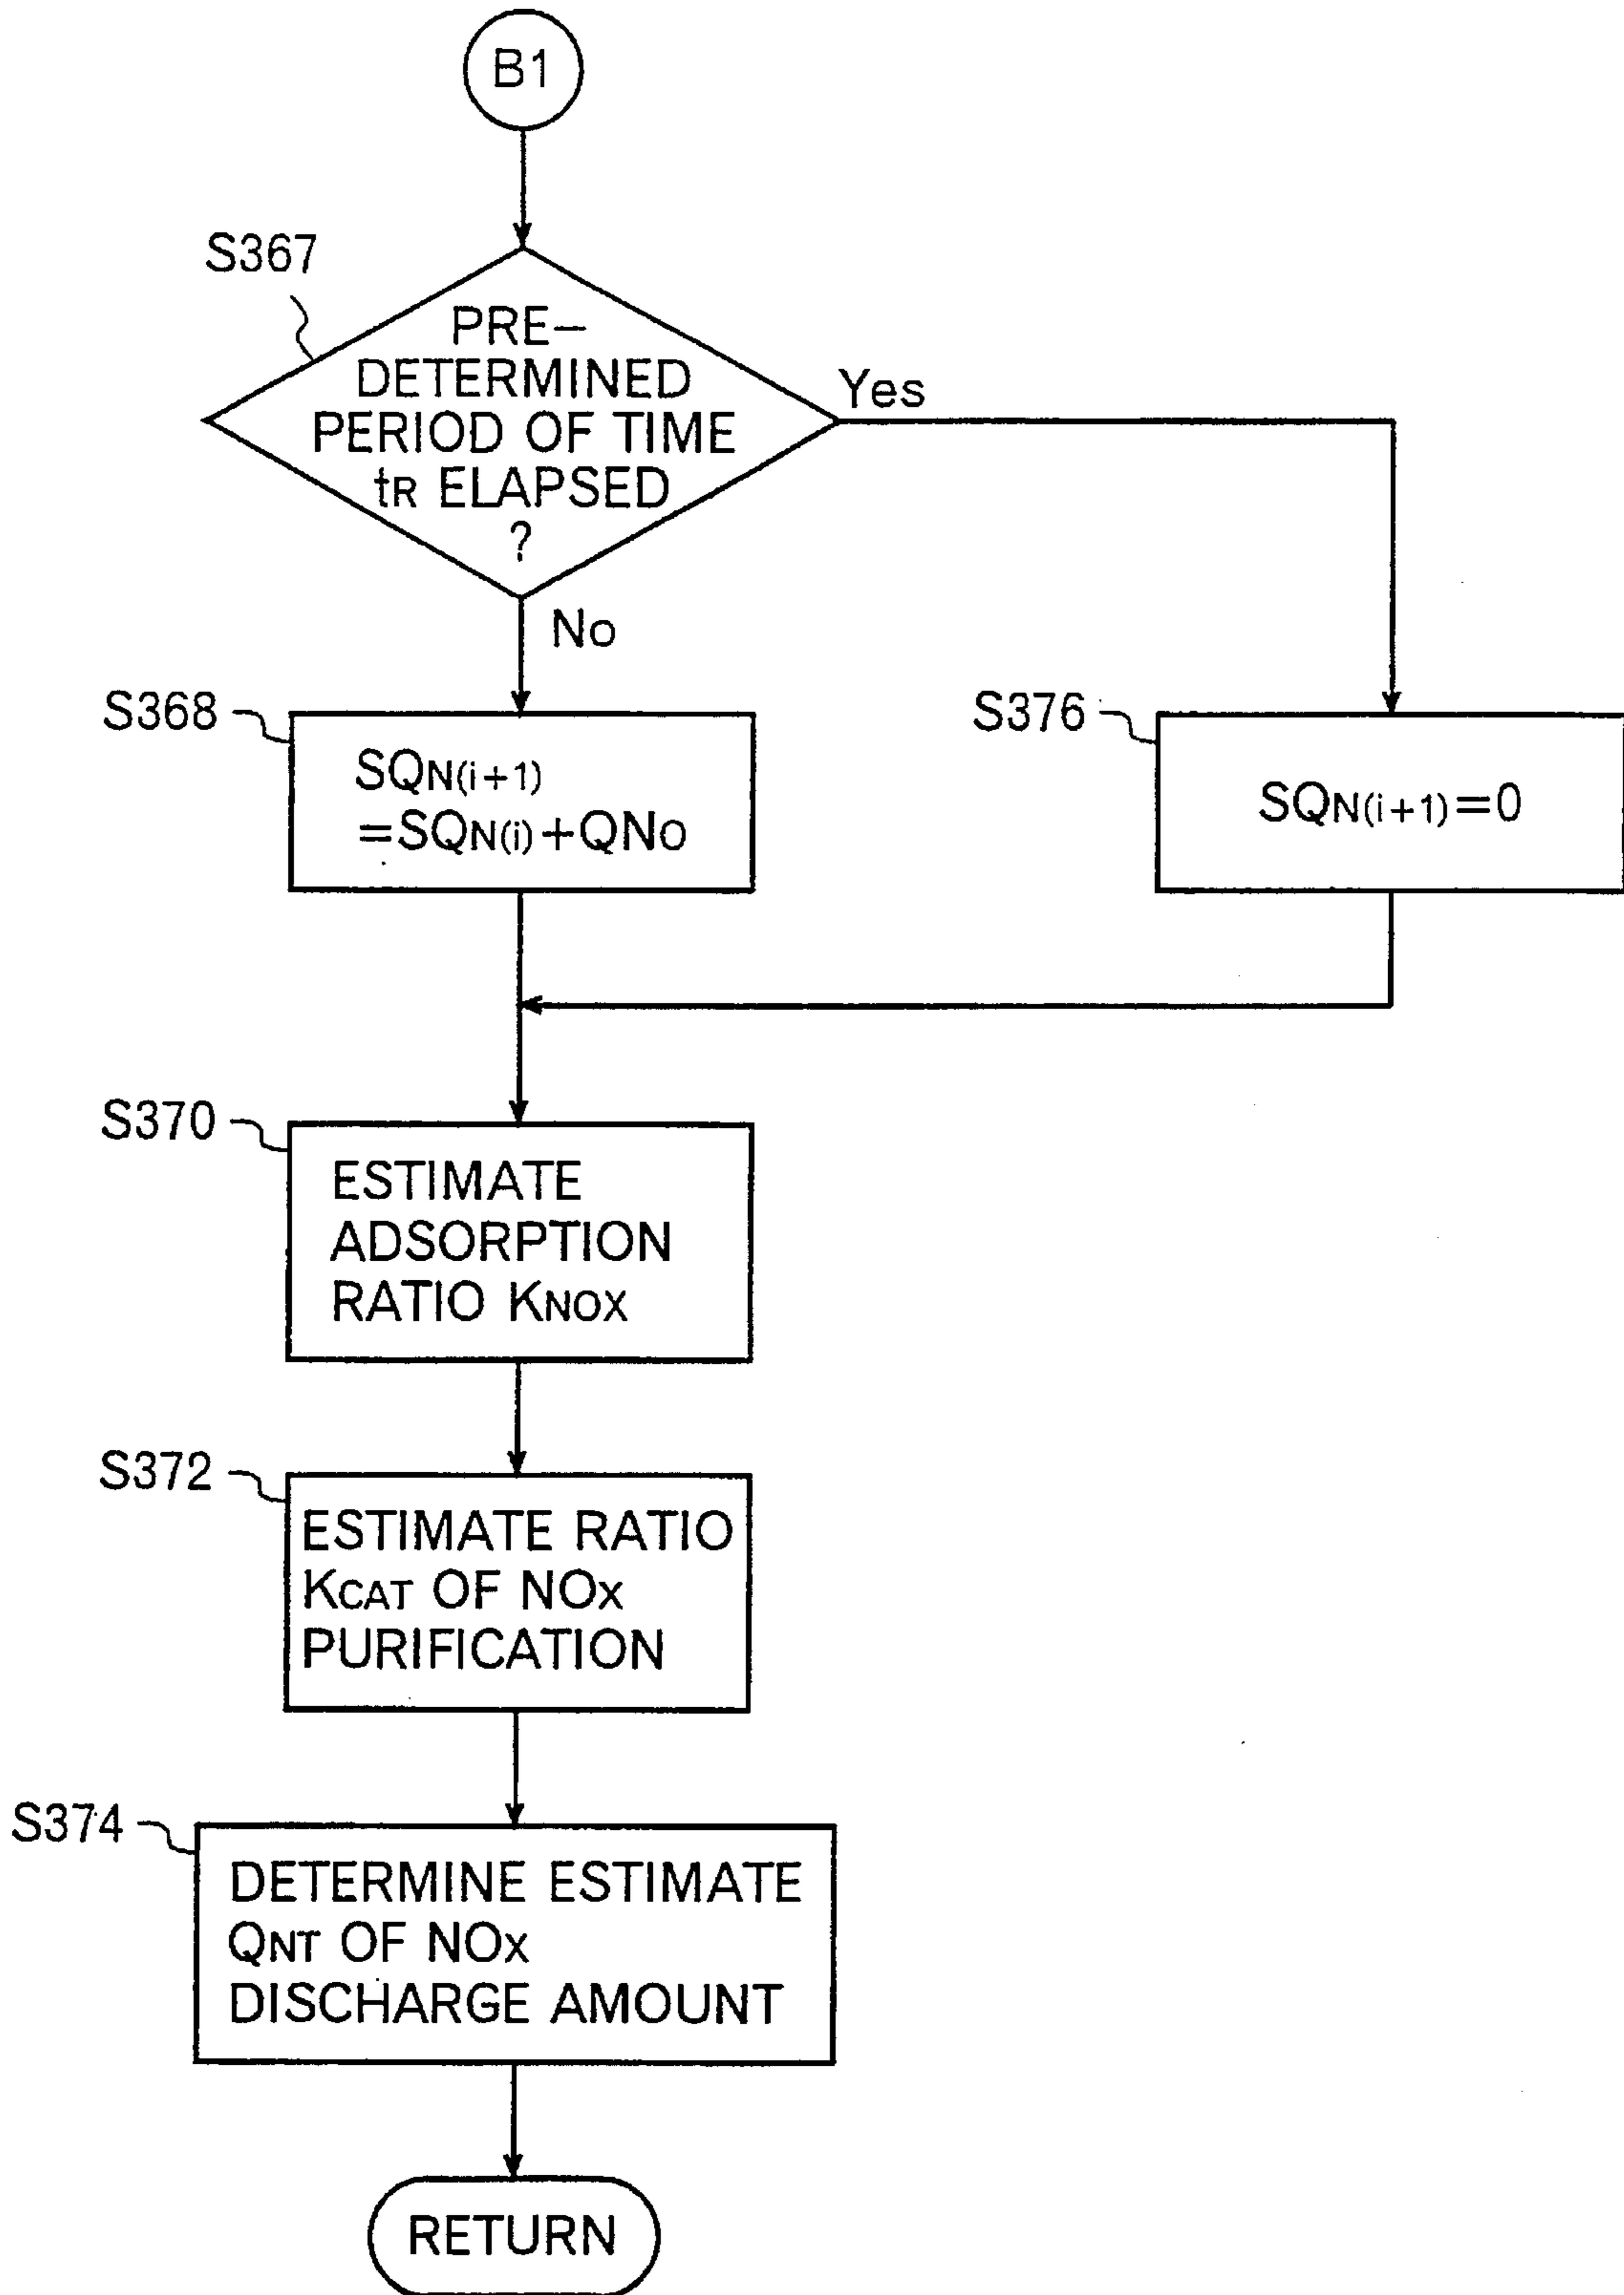 B1
S367
PRE-
DETERMINED
PERIOD OF TIME
tR ELAPSED
?
Yes
No
S368
SQN(i+1)
=SQN(i)+QNO
S376
SQN(i+1)=0
S370
ESTIMATE
ADSORPTION
RATIO KNOX
S372
ESTIMATE RATIO
KCAT OF NOx
PURIFICATION
S374
DETERMINE ESTIMATE
QNT OF NOx
DISCHARGE AMOUNT
RETURN